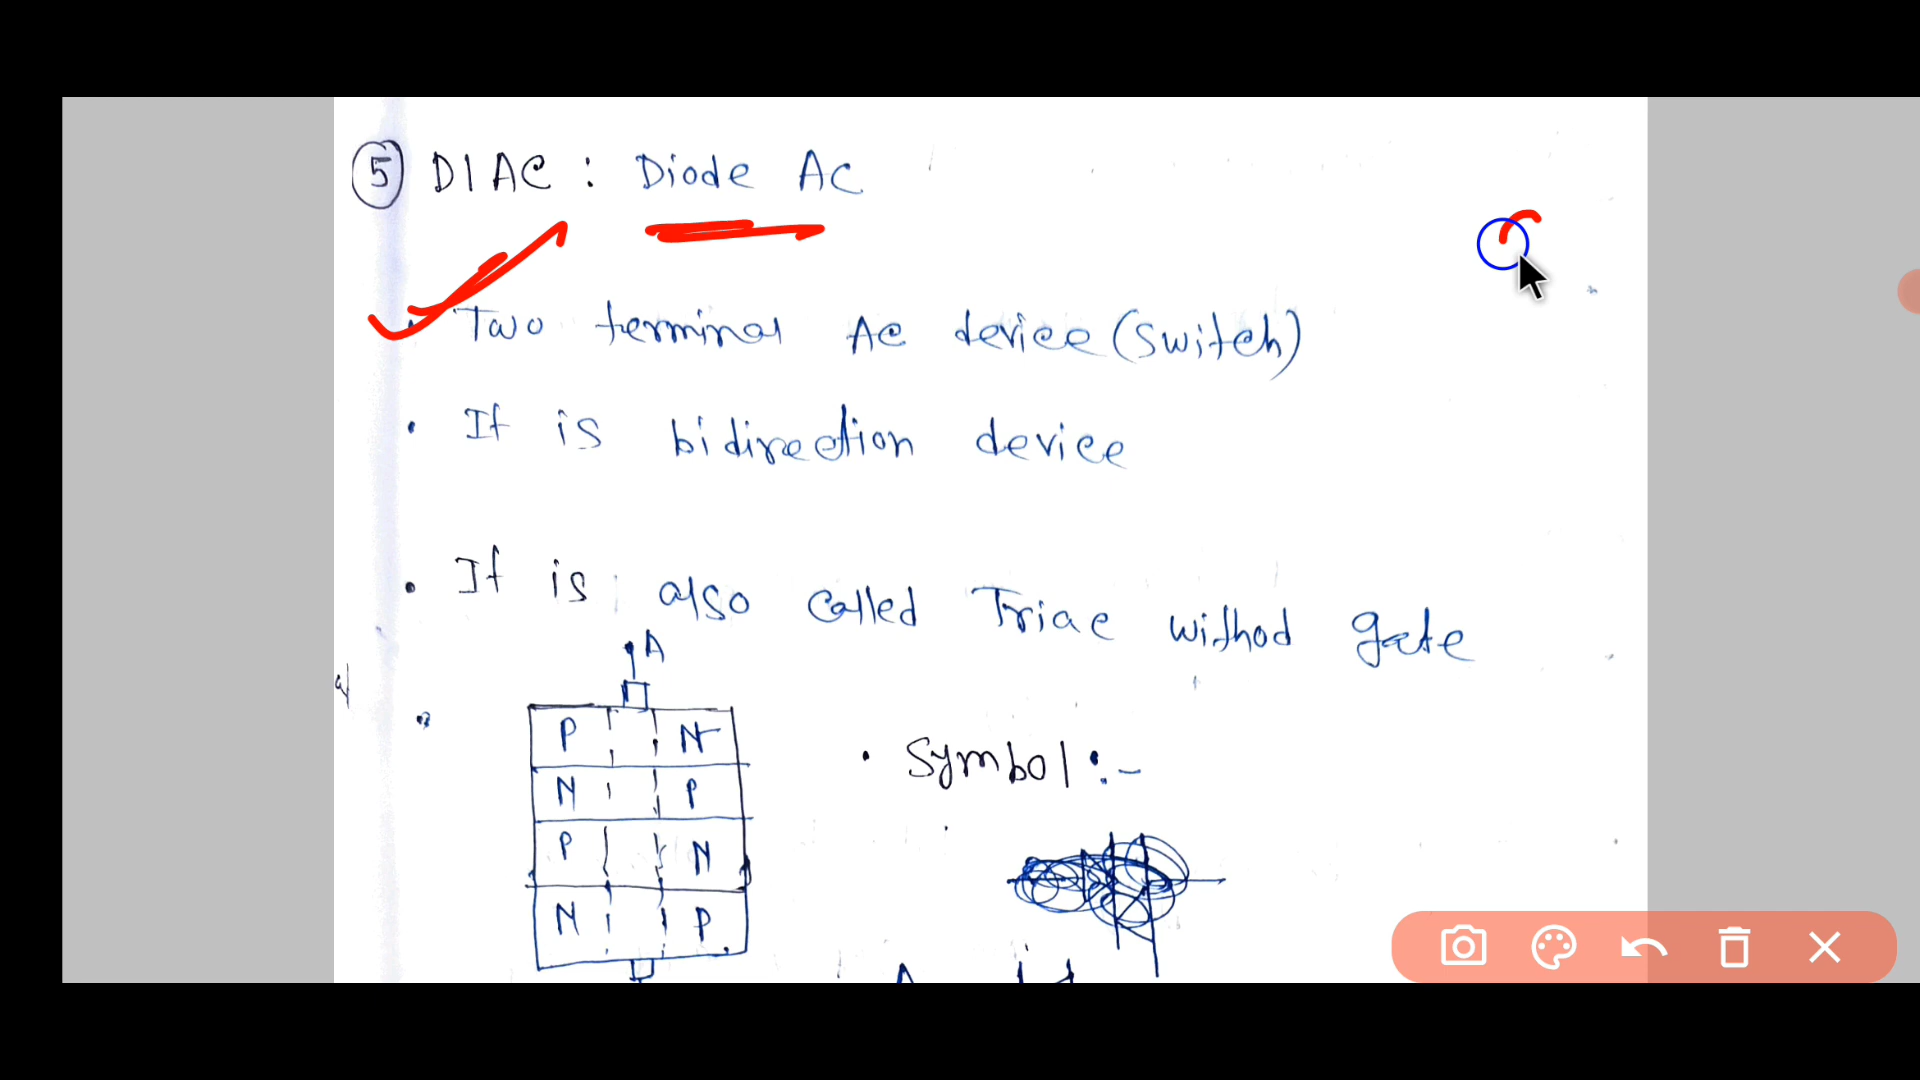 5 DIAC : Diode AC
• Two terminal AC device (switch)
• It is bidirection device
• It is also called Triac withod gate
A
P N
• Symbol :-
N P
P N
N P